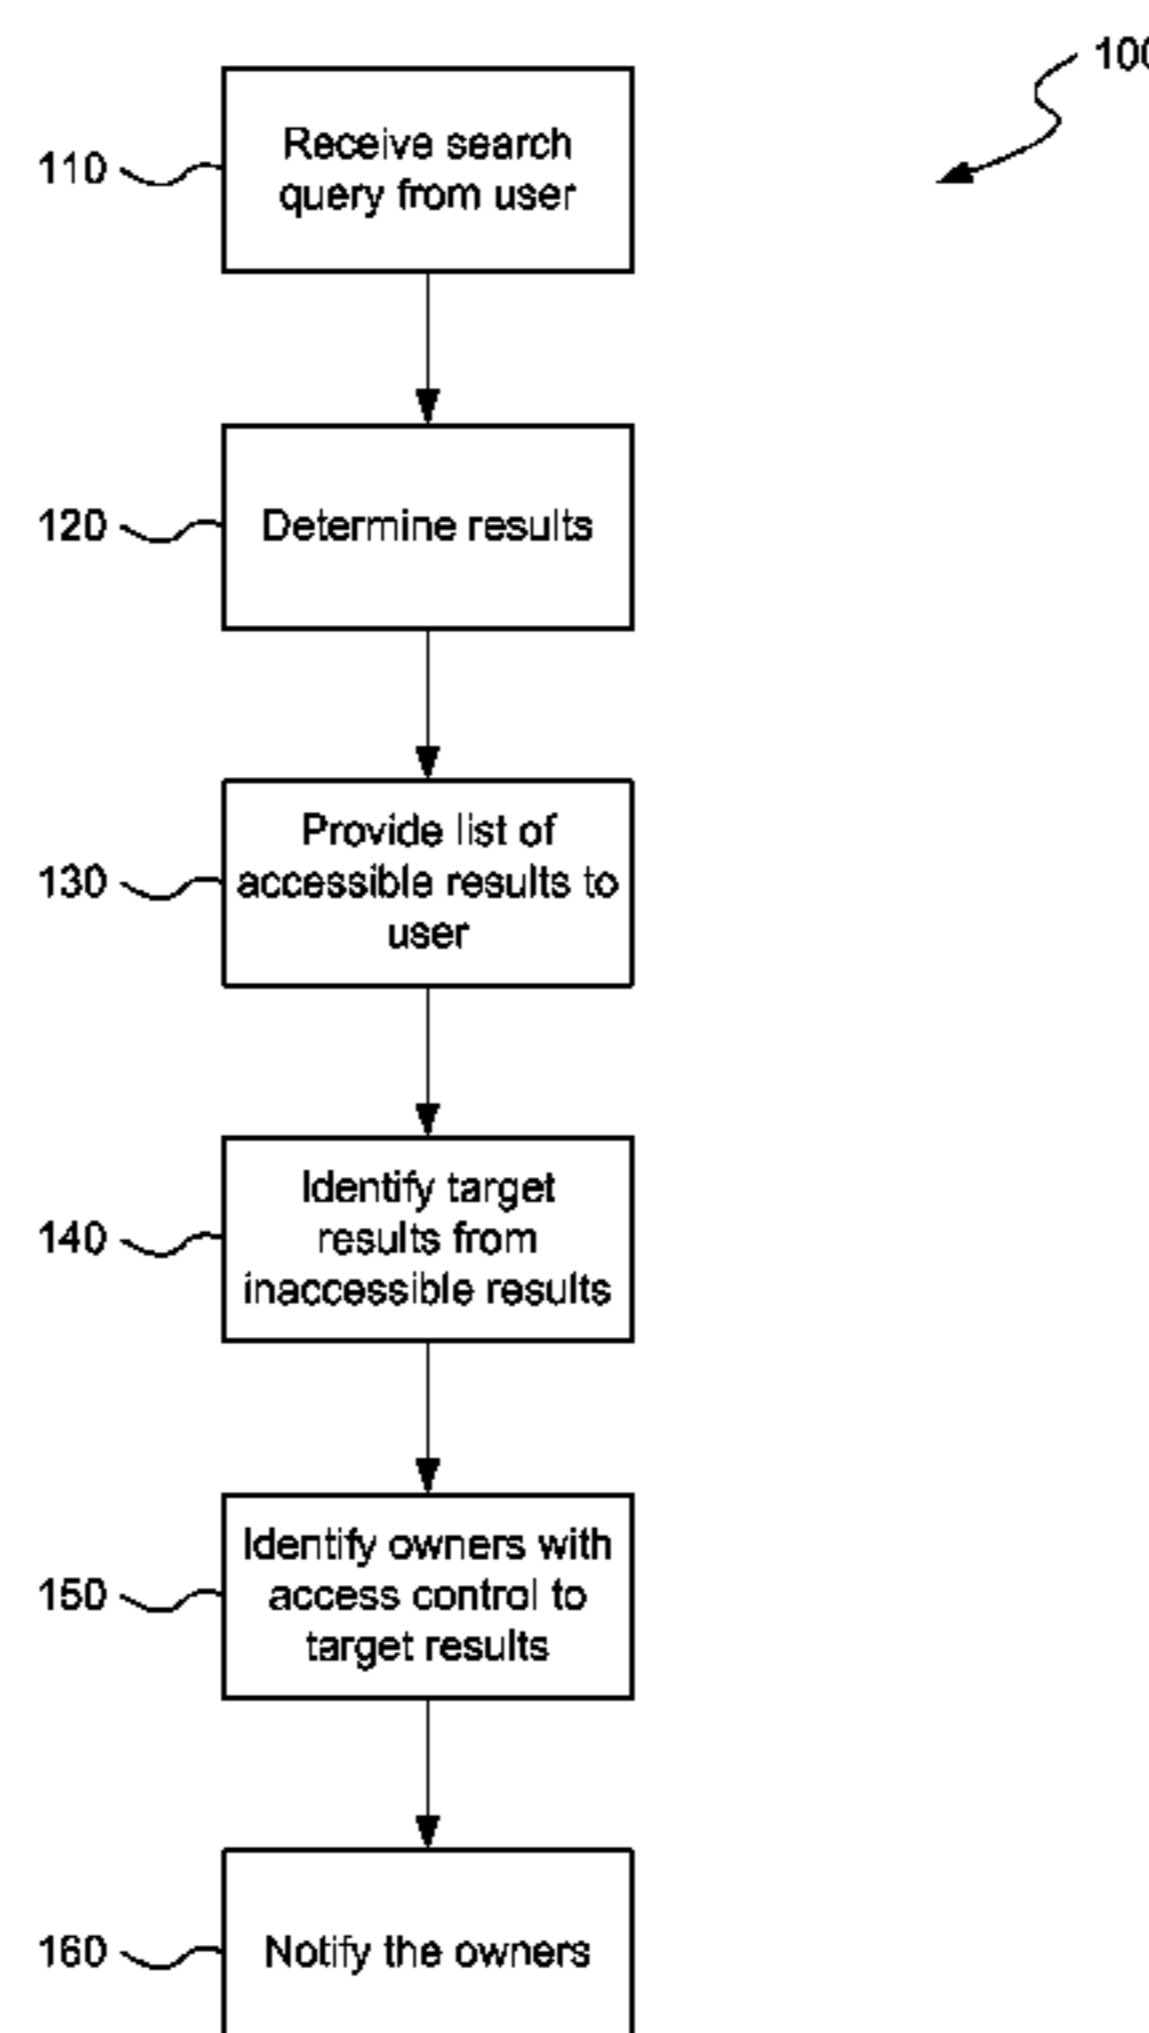 100
110
Receive search
query from user
120
Determine results
130
Provide list of
accessible results to
user
140
Identify target
results from
inaccessible results
150
Identify owners with
access control to
target results
160
Notify the owners